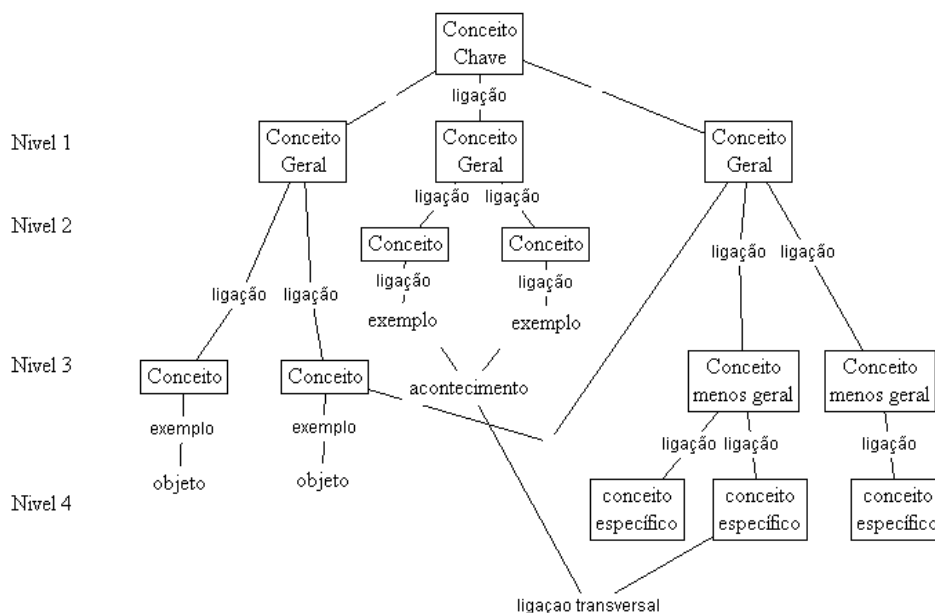 Conceito
Chave
ligação
Nivel 1
Conceito
Geral
Conceito
Geral
Conceito
Geral
ligação
ligação
Nivel 2
Conceito
Conceito
ligação
ligação
ligação
ligação
ligação
ligação
exemplo
exemplo
Nivel 3
Conceito
Conceito
acontecimento
Conceito
menos geral
Conceito
menos geral
exemplo
exemplo
ligação
ligação
ligação
objeto
objeto
Nivel 4
conceito
específico
conceito
específico
conceito
específico
ligaçao transversal